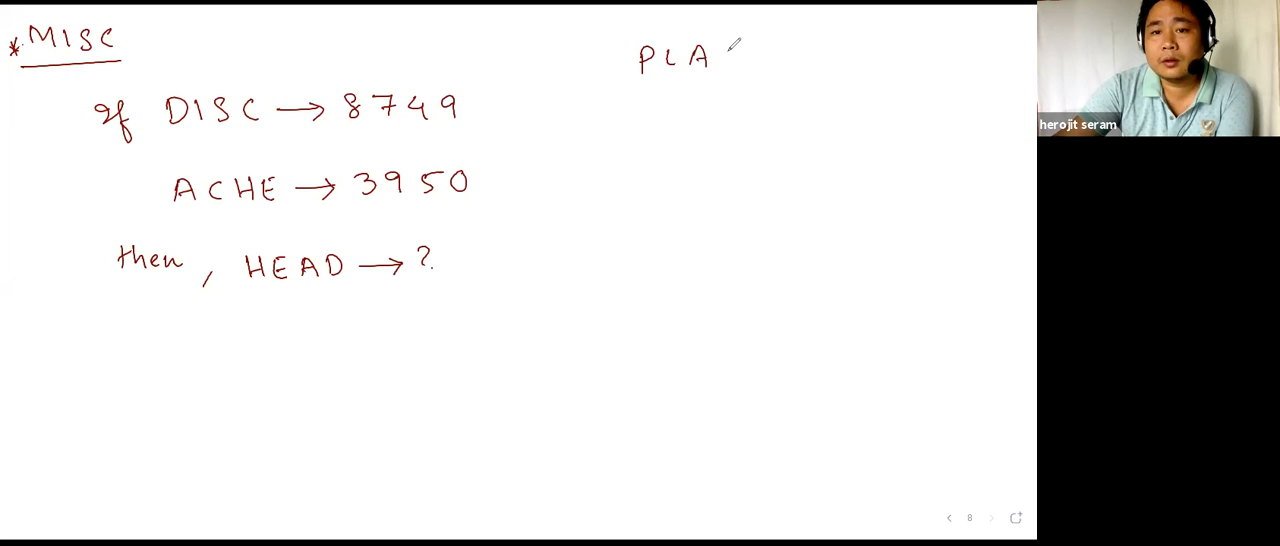 * MISC
If DISC → 8749
ACHE → 3950
then, HEAD → ?
PLA
herojit seram
8